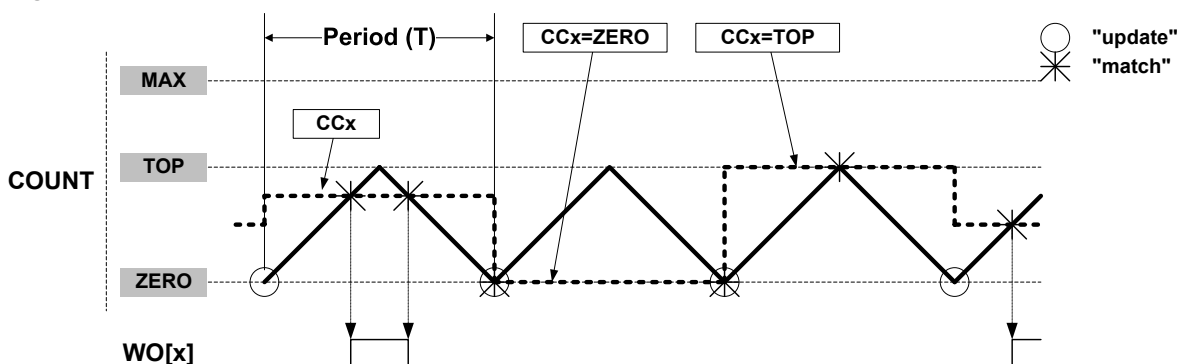 Period (T)
CCx=ZERO
CCx=TOP
"update"
"match"
MAX
CCx
TOP
COUNT
ZERO
WO[x]